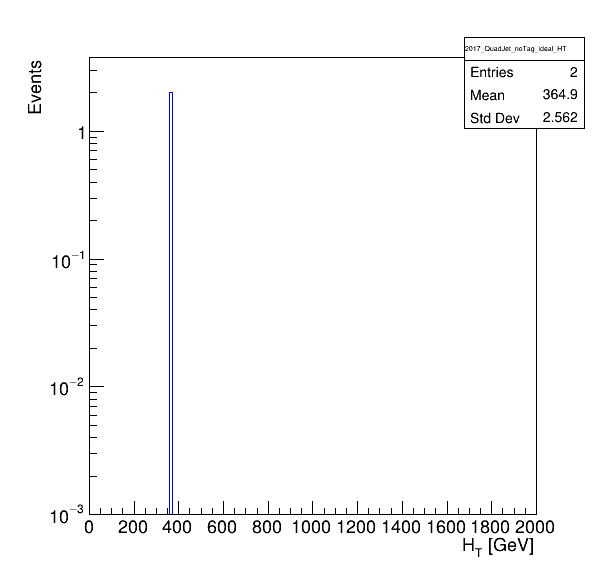 2017_QuadJet_noTag_ideal_HT
Entries 2
Mean 364.9
Std Dev 2.562
Events
1
10⁻¹
10⁻²
10⁻³
0 200 400 600 800 1000 1200 1400 1600 1800 2000
H_T [GeV]